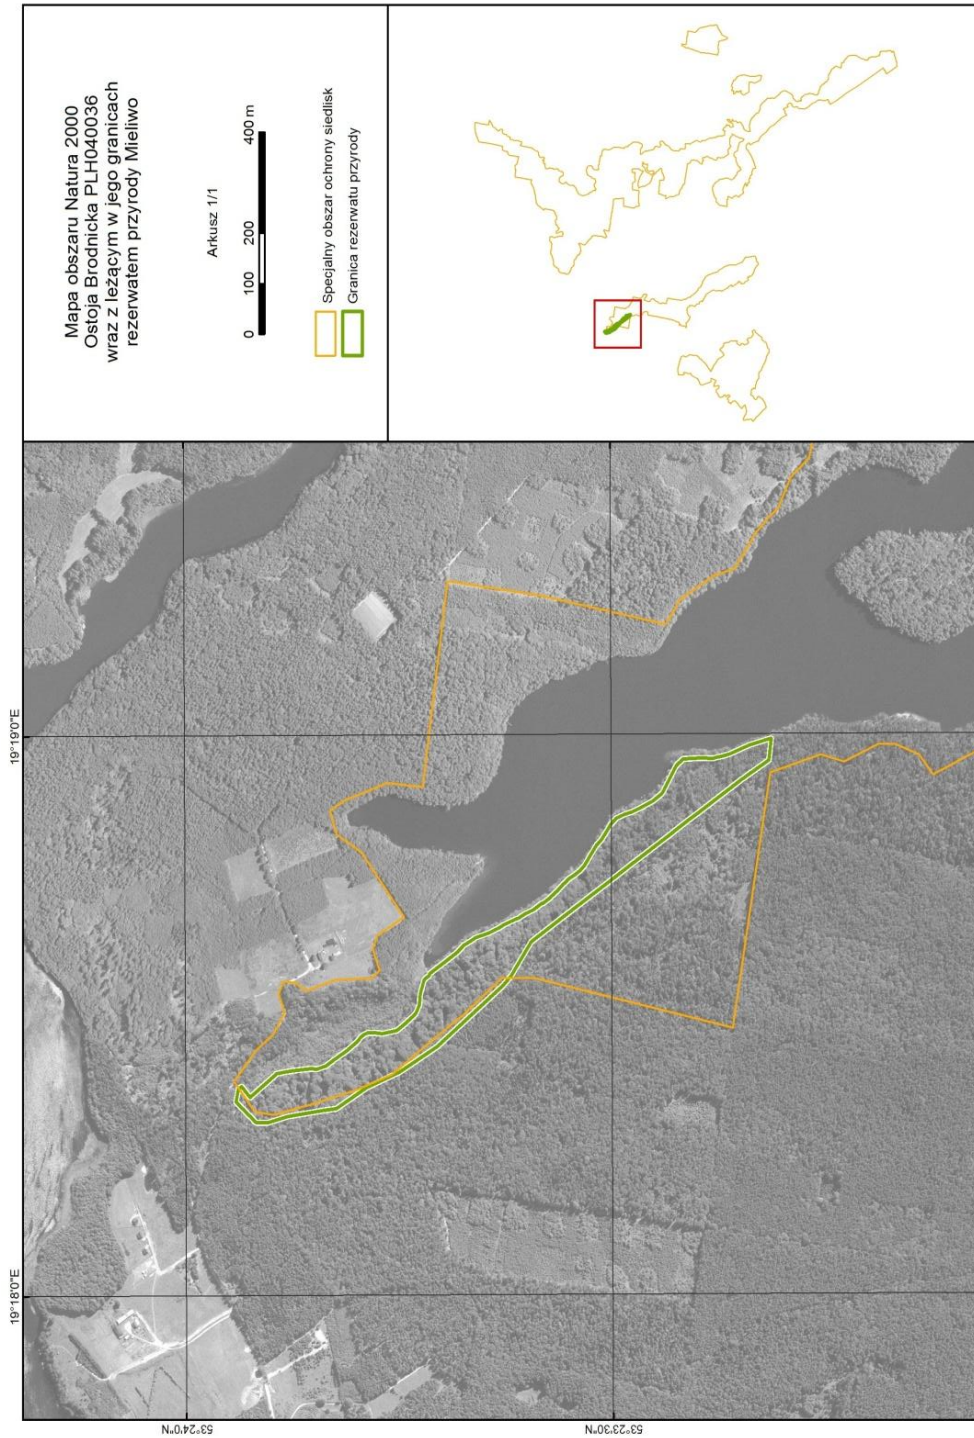 Mapa obszaru Natura 2000
Ostoja Brodnicka PLH040036
wraz z leżącym w jego granicach
rezerwatem przyrody Mieliwo
Arkusz 1/1
0 100 200 400 m
Specjalny obszar ochrony siedlisk
Granica rezerwatu przyrody
19°18'0"E
19°19'0"E
53°24'0"N
53°23'30"N